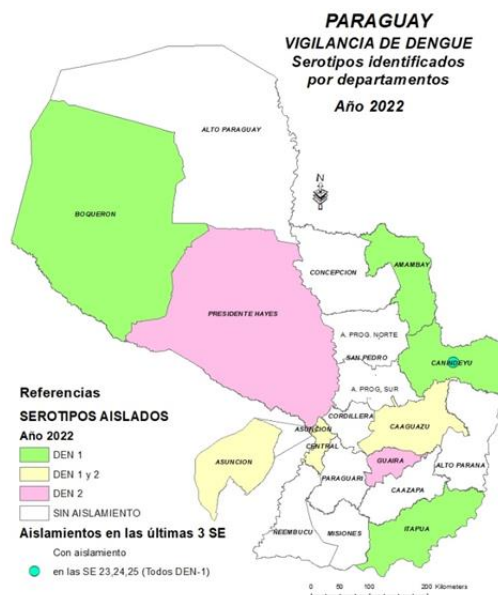 PARAGUAY
VIGILANCIA DE DENGUE
Serotipos identificados
por departamentos
Año 2022
ALTO PARAGUAY
N
BOQUERON
CONCEPCION
AMAMBAY
PRESIDENTE HAYES
A. PROG. NORTE
SAN PEDRO
CANINDEYU
A. PROG. SUR
Referencias
SEROTIPOS AISLADOS
Año 2022
DEN 1
DEN 1 y 2
DEN 2
SIN AISLAMIENTO
CORDILLERA
CAAGUAZU
ASUNCION
CENTRAL
ASUNCION
GUAIRA
ALTO PARANA
PARAGUARI
CAAZAPA
ITAPUA
ÑEEMBUCU
MISIONES
Aislamientos en las últimas 3 SE
Con aislamiento
en las SE 23,24,25 (Todos DEN-1)
0 50 100 200 Kilometers